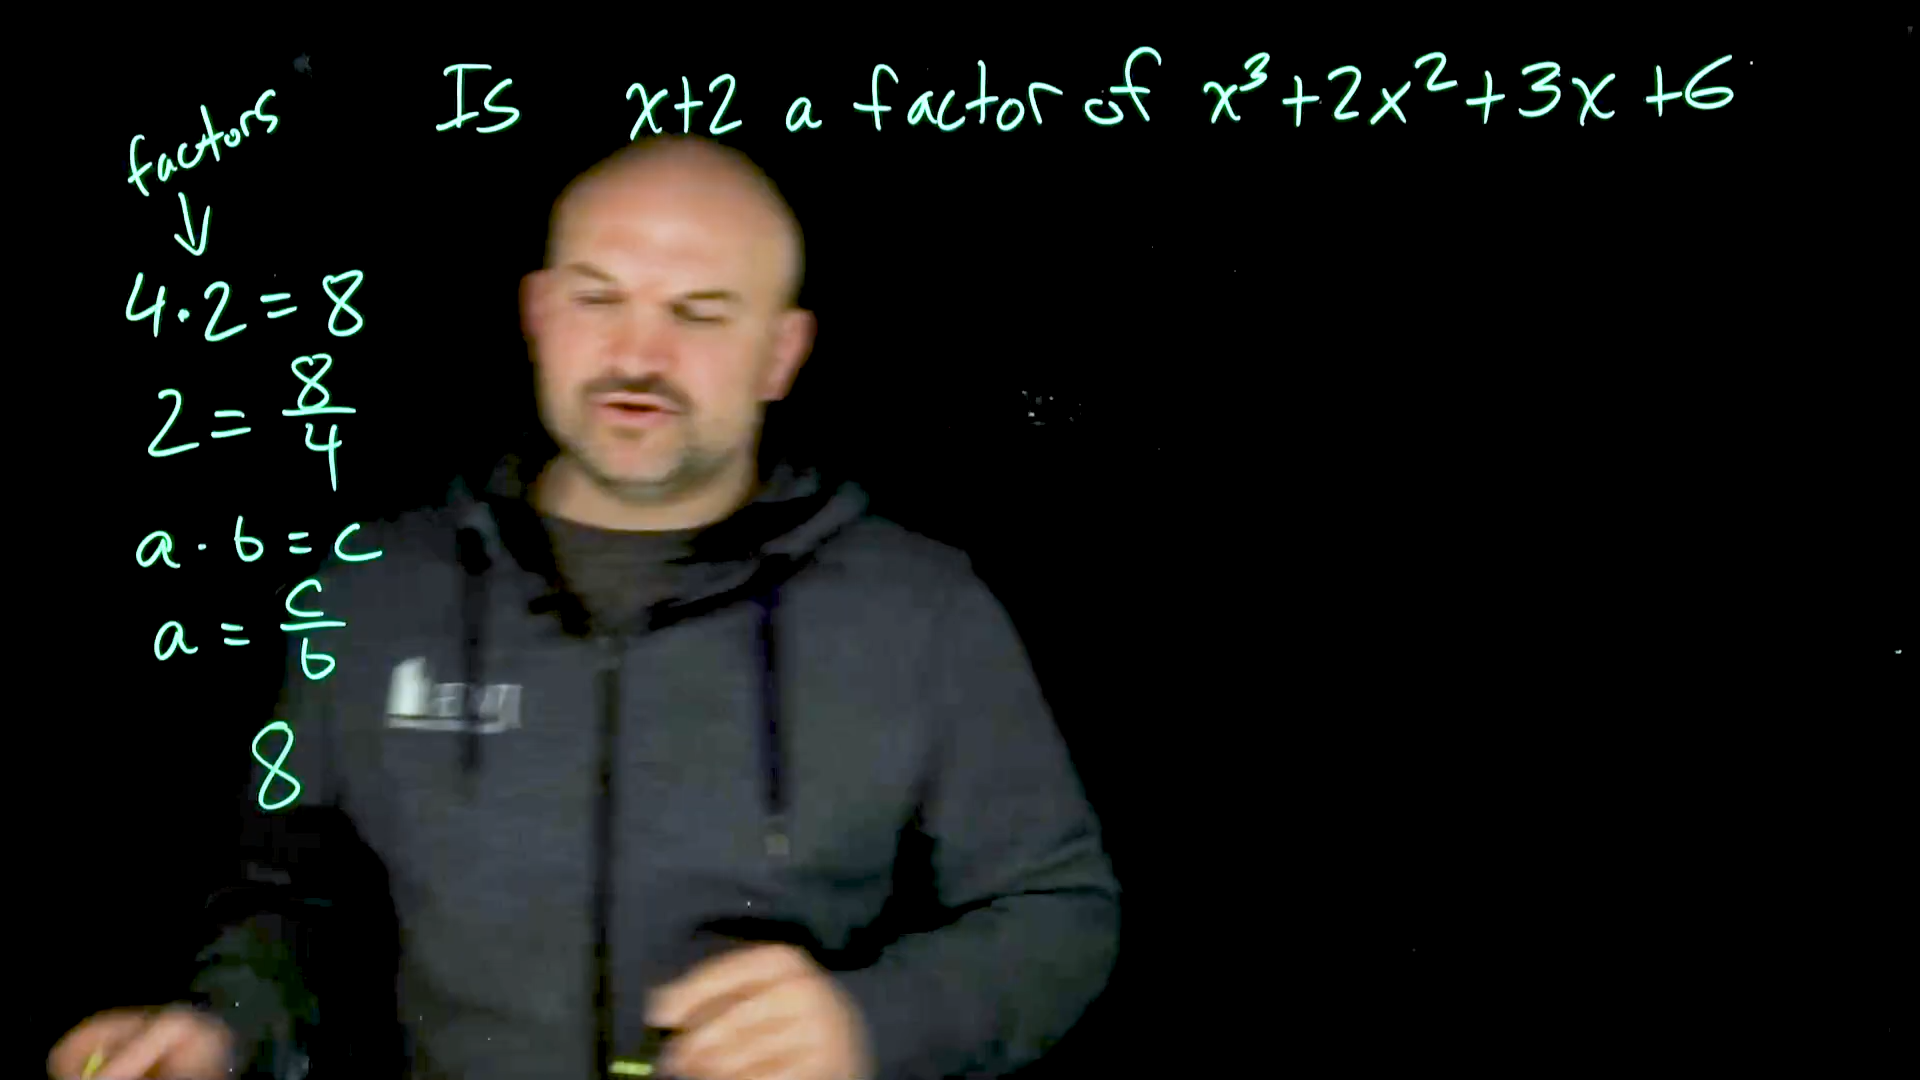 Is x+2 a factor of x³+2x²+3x+6
factors
↓
4·2=8
2=8/4
a·b=c
a=c/b
8